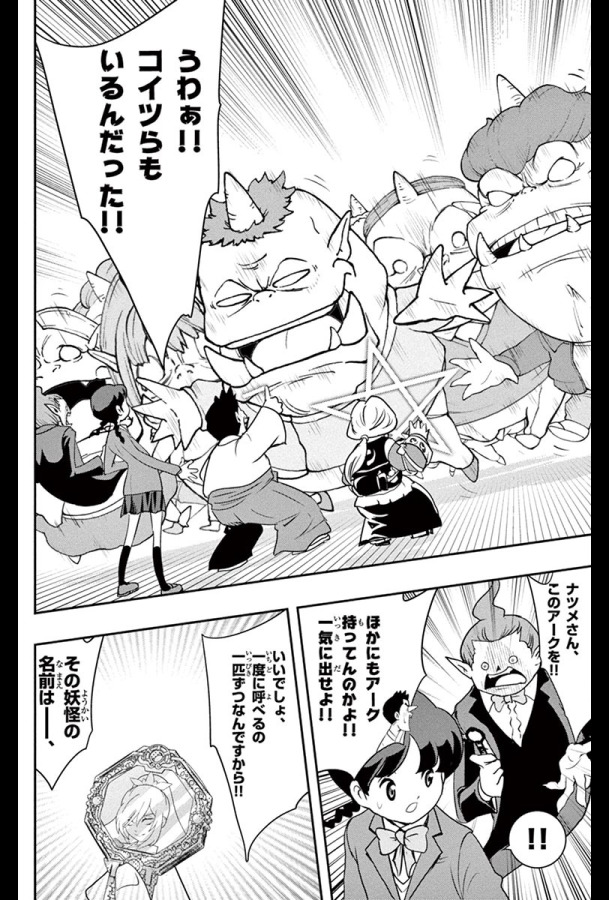 うわぁ!!
コイツらも
いるんだった!!
ナツメさん、
このアークを!!
!!
ほかにもアーク
持ってんのかよ!!
一気に出せよ!!
いいでしょ、
一度に呼べるの
一匹ずつなんですから!!
その妖怪の
名前は——、